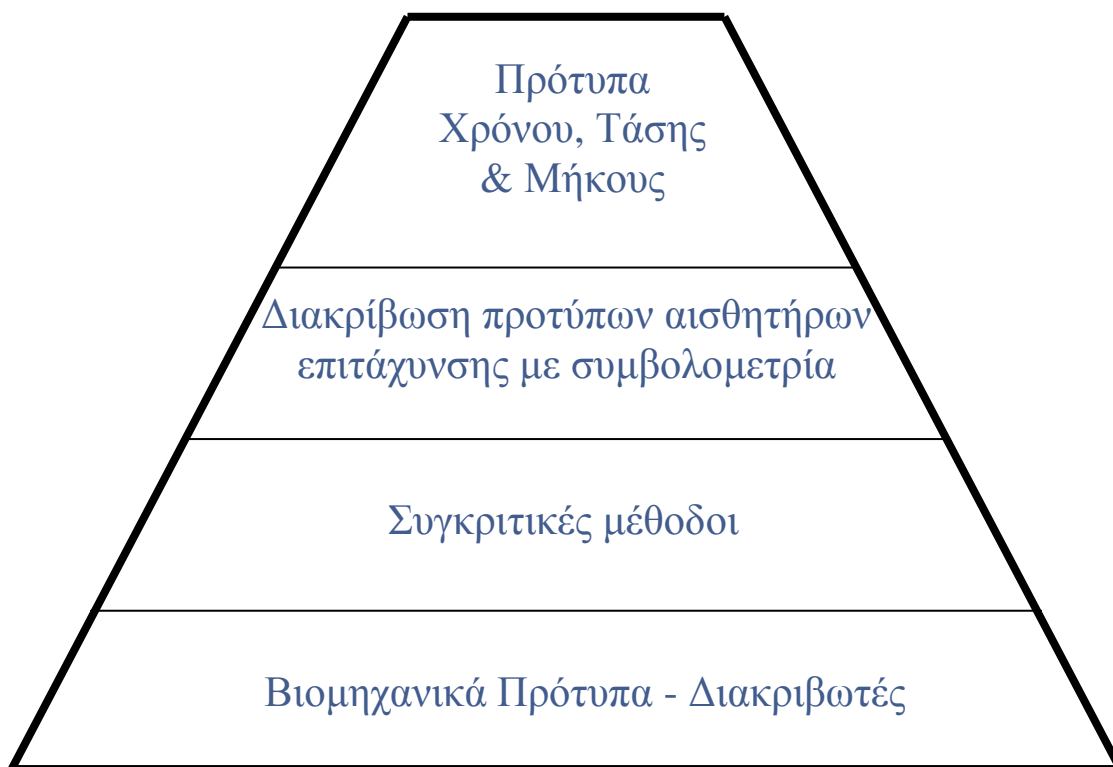 Πρότυπα
Χρόνου, Τάσης
& Μήκους
Διακρίβωση προτύπων αισθητήρων
επιτάχυνσης με συμβολομετρία
Συγκριτικές μέθοδοι
Βιομηχανικά Πρότυπα - Διακριβωτές